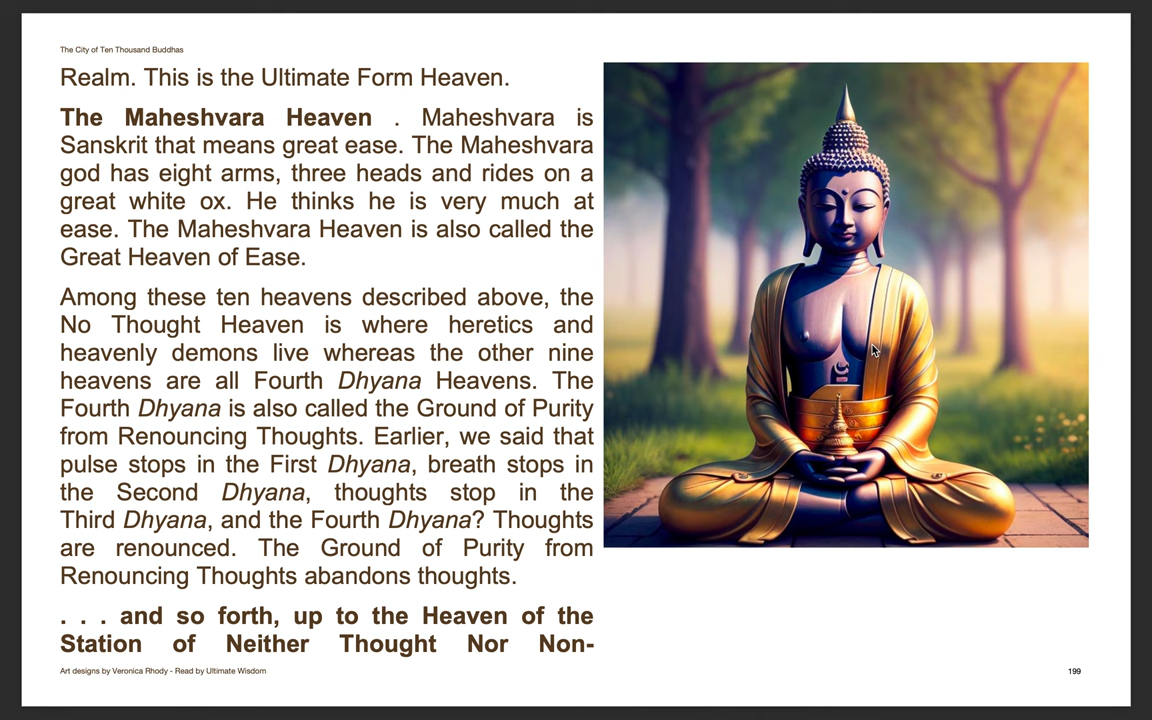 The City of Ten Thousand Buddhas
Realm. This is the Ultimate Form Heaven.
The Maheshvara Heaven . Maheshvara is
Sanskrit that means great ease. The Maheshvara
god has eight arms, three heads and rides on a
great white ox. He thinks he is very much at
ease. The Maheshvara Heaven is also called the
Great Heaven of Ease.
Among these ten heavens described above, the
No Thought Heaven is where heretics and
heavenly demons live whereas the other nine
heavens are all Fourth Dhyana Heavens. The
Fourth Dhyana is also called the Ground of Purity
from Renouncing Thoughts. Earlier, we said that
pulse stops in the First Dhyana, breath stops in
the Second Dhyana, thoughts stop in the
Third Dhyana, and the Fourth Dhyana? Thoughts
are renounced. The Ground of Purity from
Renouncing Thoughts abandons thoughts.
. . . and so forth, up to the Heaven of the
Station of Neither Thought Nor Non-
Art designs by Veronica Rhody - Read by Ultimate Wisdom
199